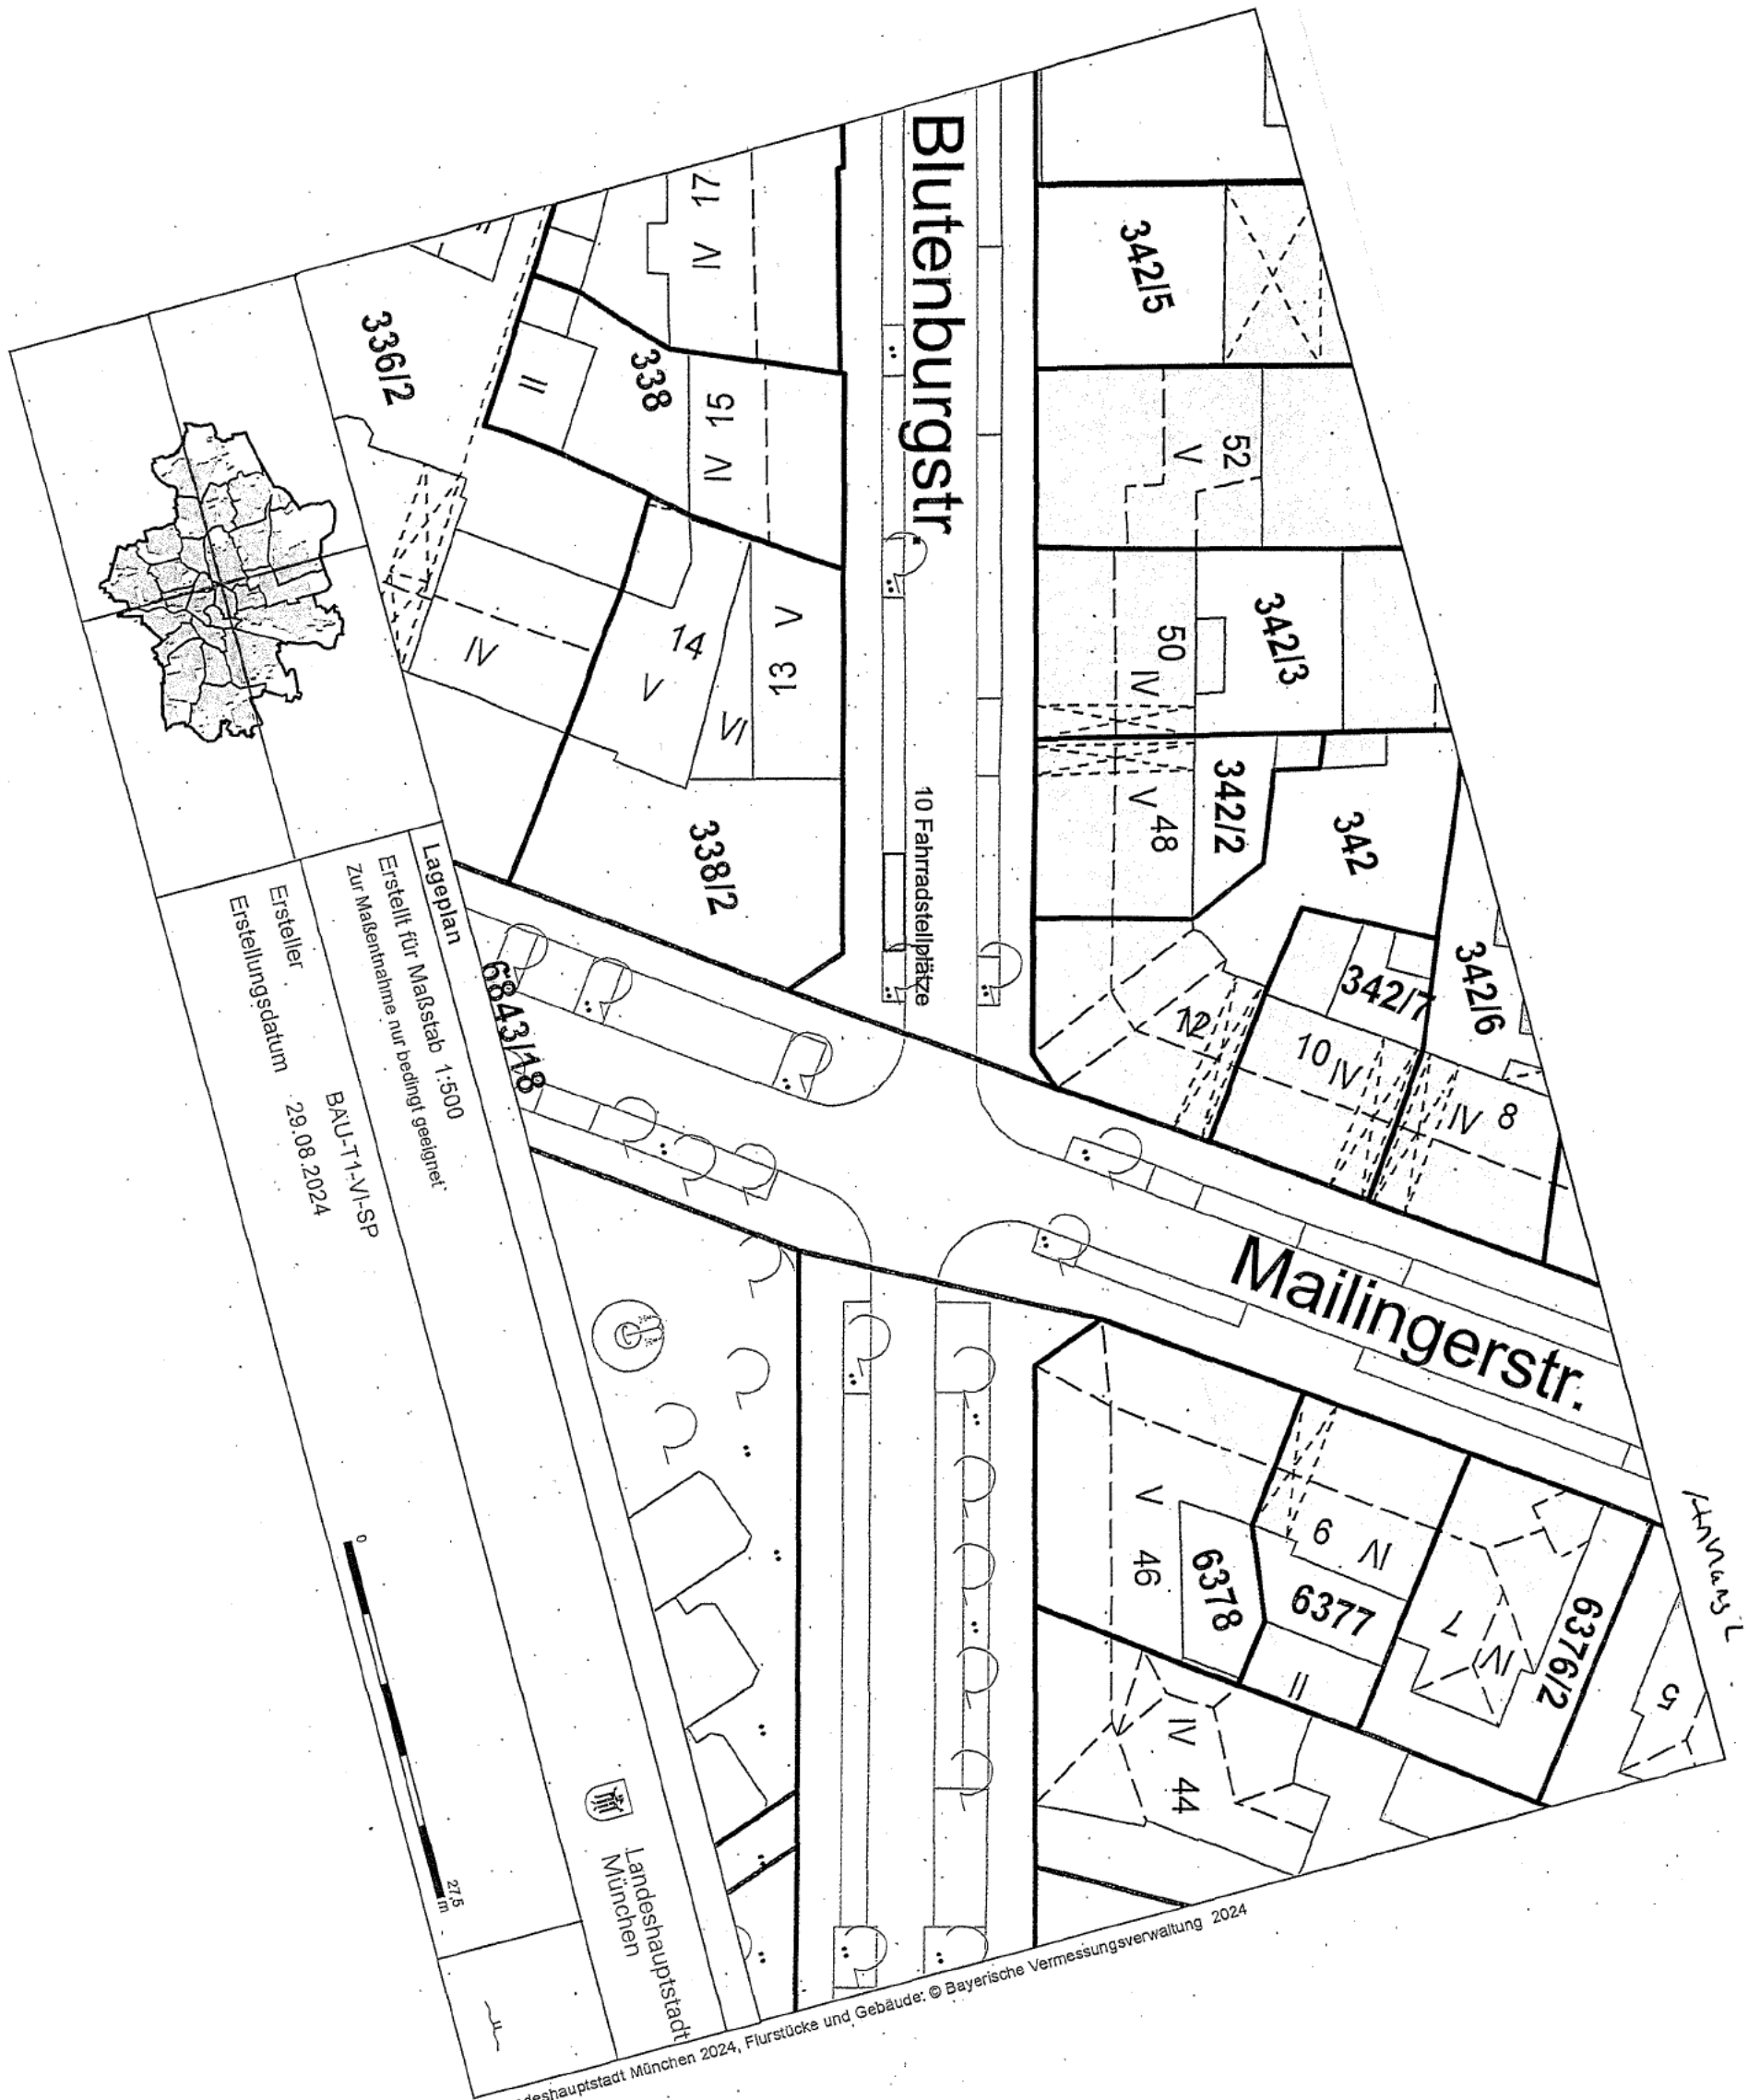 Blutenburgstr.
Mailingerstr.
10 Fahrradstellplätze
342/5
52
V
342/3
50
IV
342/2
V 48
342
342/7
342/6
12
10 IV
IV 8
17
IV
338
15
IV
II
336/2
IV
14
V
V
13
VI
338/2
6843/18
V
46
6378
6
IV
6377
II
7
IV
6376/2
5
IV
44
Lageplan
Erstellt für Maßstab 1:500
Zur Maßentnahme nur bedingt geeignet
Ersteller BAU-T1-VI-SP
Erstellungsdatum 29.08.2024
0
27,5
m
Landeshauptstadt
München
deshauptstadt München 2024, Flurstücke und Gebäude: © Bayerische Vermessungsverwaltung 2024